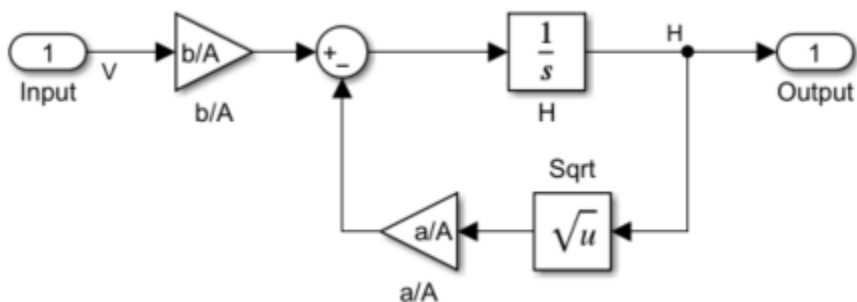 1
Input
V
b/A
b/A
+
−
1
s
H
H
1
Output
Sqrt
√u
a/A
a/A